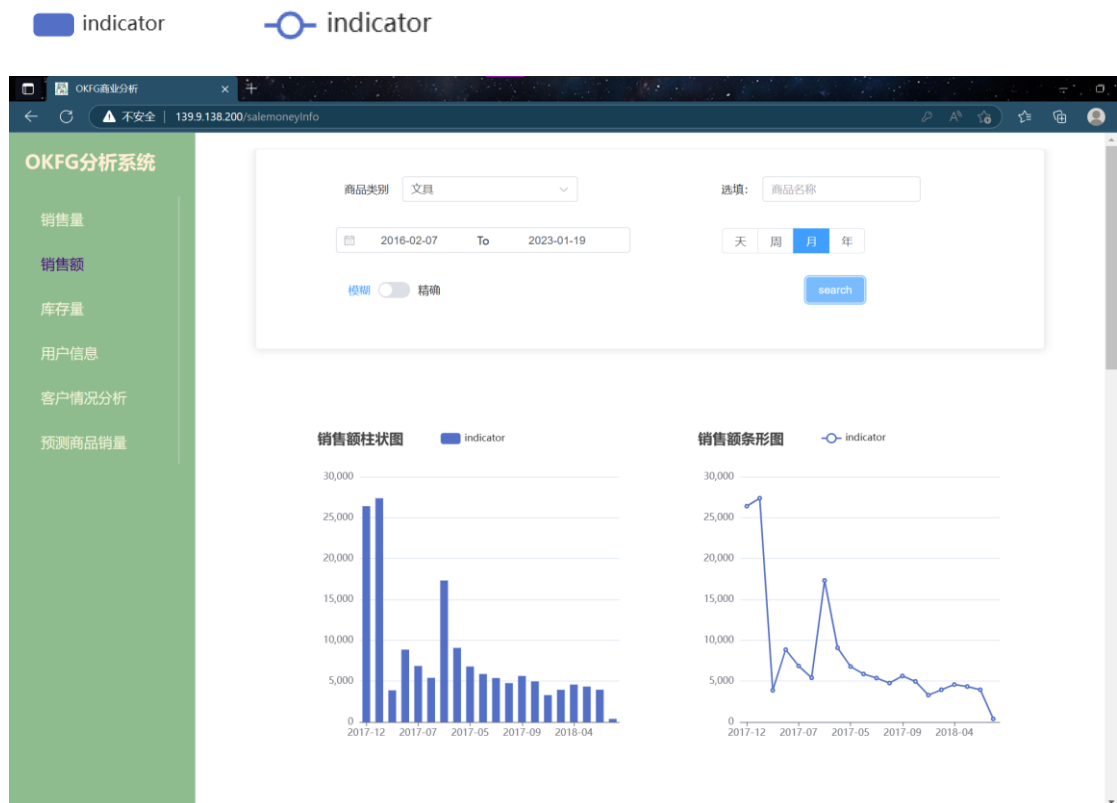 indicator indicator
OKFG商业分析
不安全 139.9.138.200/salemoneyInfo
OKFG分析系统
销售量
销售额
库存量
用户信息
客户情况分析
预测商品销量
商品类别 文具 选填: 商品名称
2016-02-07 To 2023-01-19 天 周 月 年
模糊 精确 search
销售额柱状图 indicator
30,000
25,000
20,000
15,000
10,000
5,000
0
2017-12 2017-07 2017-05 2017-09 2018-04
销售额条形图 indicator
30,000
25,000
20,000
15,000
10,000
5,000
0
2017-12 2017-07 2017-05 2017-09 2018-04